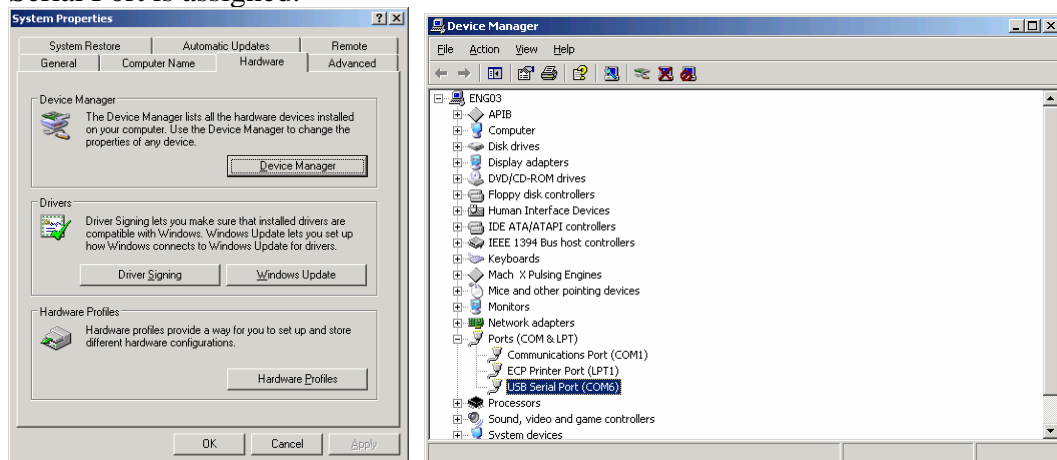 Serial Port is assigned.
System Properties
System Restore Automatic Updates Remote
General Computer Name Hardware Advanced
Device Manager
The Device Manager lists all the hardware devices installed
on your computer. Use the Device Manager to change the
properties of any device.
Device Manager
Drivers
Driver Signing lets you make sure that installed drivers are
compatible with Windows. Windows Update lets you set up
how Windows connects to Windows Update for drivers.
Driver Signing Windows Update
Hardware Profiles
Hardware profiles provide a way for you to set up and store
different hardware configurations.
Hardware Profiles
OK Cancel Apply
Device Manager
File Action View Help
ENG03
APIB
Computer
Disk drives
Display adapters
DVD/CD-ROM drives
Floppy disk controllers
Human Interface Devices
IDE ATA/ATAPI controllers
IEEE 1394 Bus host controllers
Keyboards
Mach X Pulsing Engines
Mice and other pointing devices
Monitors
Network adapters
Ports (COM & LPT)
Communications Port (COM1)
ECP Printer Port (LPT1)
USB Serial Port (COM6)
Processors
Sound, video and game controllers
System devices